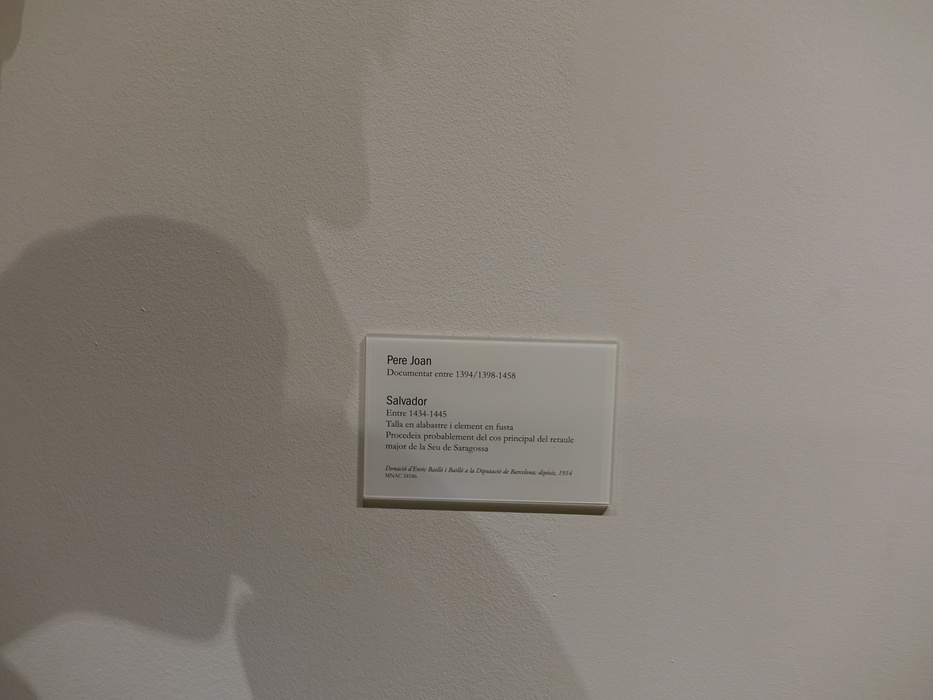 Pere Joan
Documentat entre 1394/1398-1458
Salvador
Entre 1434-1445
Talla en alabastre i element en fusta
Procedeix probablement del cos principal del retaule
major de la Seu de Saragossa
Donació d'Enric Batlló i Batlló a la Diputació de Barcelona; dipòsit, 1914
MNAC